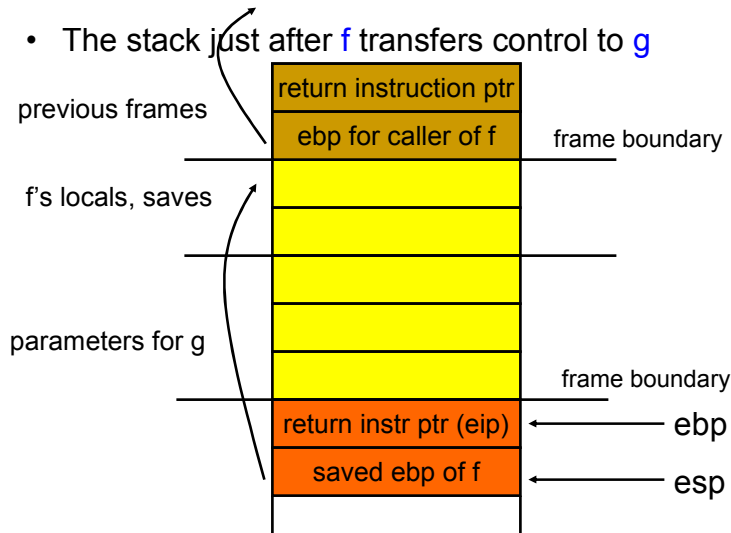 • The stack just after f transfers control to g
return instruction ptr
previous frames
ebp for caller of f
frame boundary
f's locals, saves
parameters for g
frame boundary
return instr ptr (eip)
ebp
saved ebp of f
esp